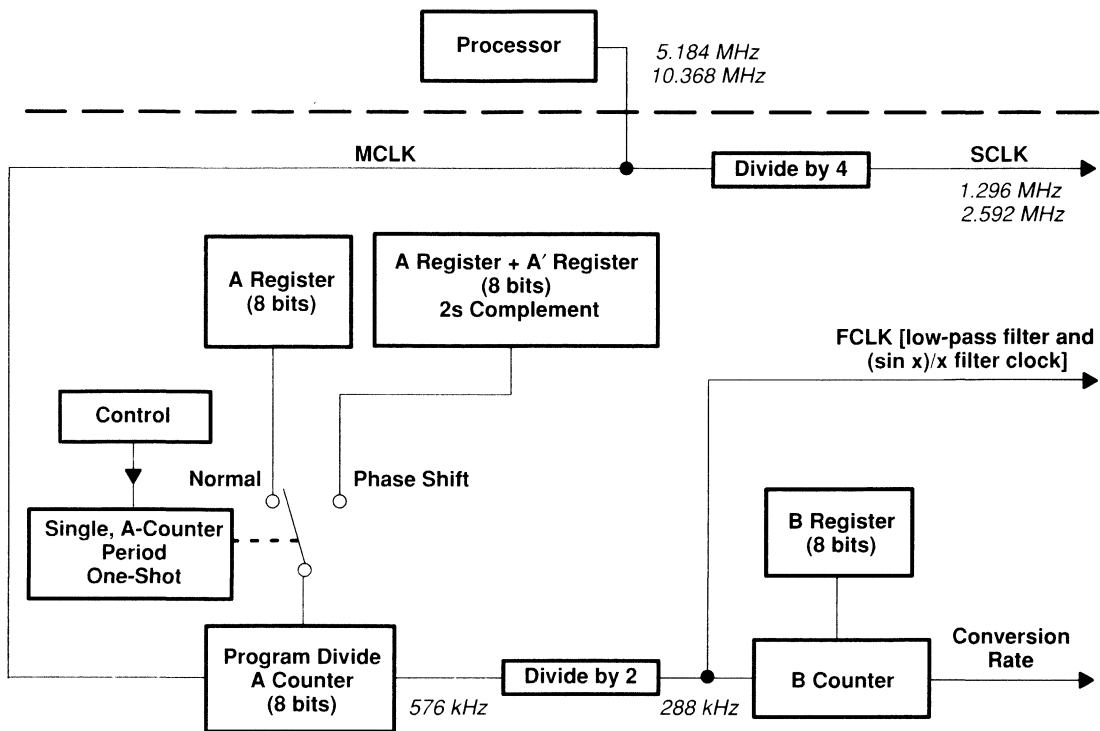 Processor
5.184 MHz
10.368 MHz
MCLK
Divide by 4
SCLK
1.296 MHz
2.592 MHz
A Register
(8 bits)
A Register + A′ Register
(8 bits)
2s Complement
FCLK [low-pass filter and
(sin x)/x filter clock]
Control
Normal
Phase Shift
Single, A-Counter
Period
One-Shot
B Register
(8 bits)
Program Divide
A Counter
(8 bits)
576 kHz
Divide by 2
288 kHz
B Counter
Conversion
Rate